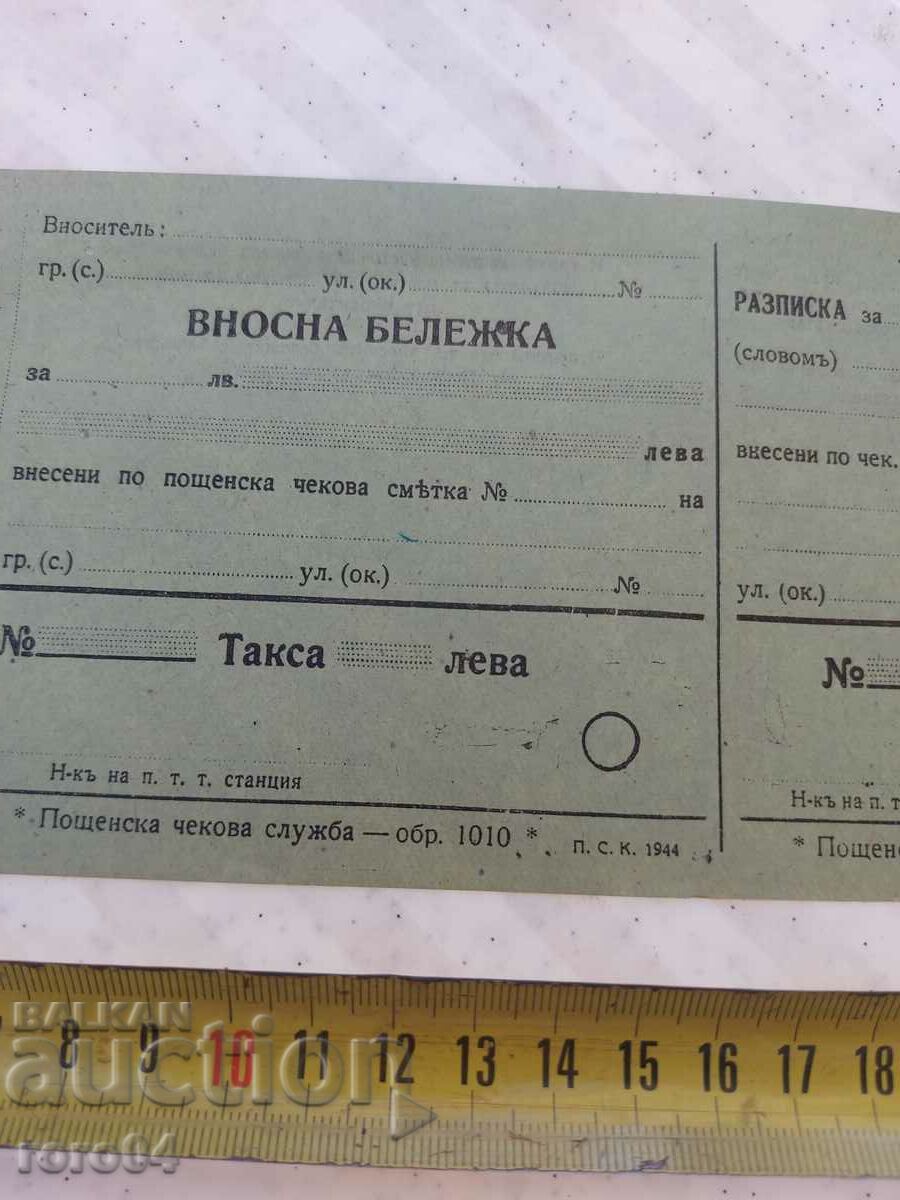 Вноситель:
гр. (с.) ул. (ок.) №
ВНОСНА БЕЛЕЖКА
за лв.
лева
внесени по пощенска чекова смѣтка № на
гр. (с.) ул. (ок.) №
№ Такса лева
Н-къ на п. т. т. станция
* Пощенска чекова служба — обр. 1010 * П. С. К. 1944
РАЗПИСКА за
(словомъ)
внесени по чек.
ул. (ок.)
№
Н-къ на п. т
* Пощенс
8 9 10 11 12 13 14 15 16 17 18
BALKAN
auction
roro04